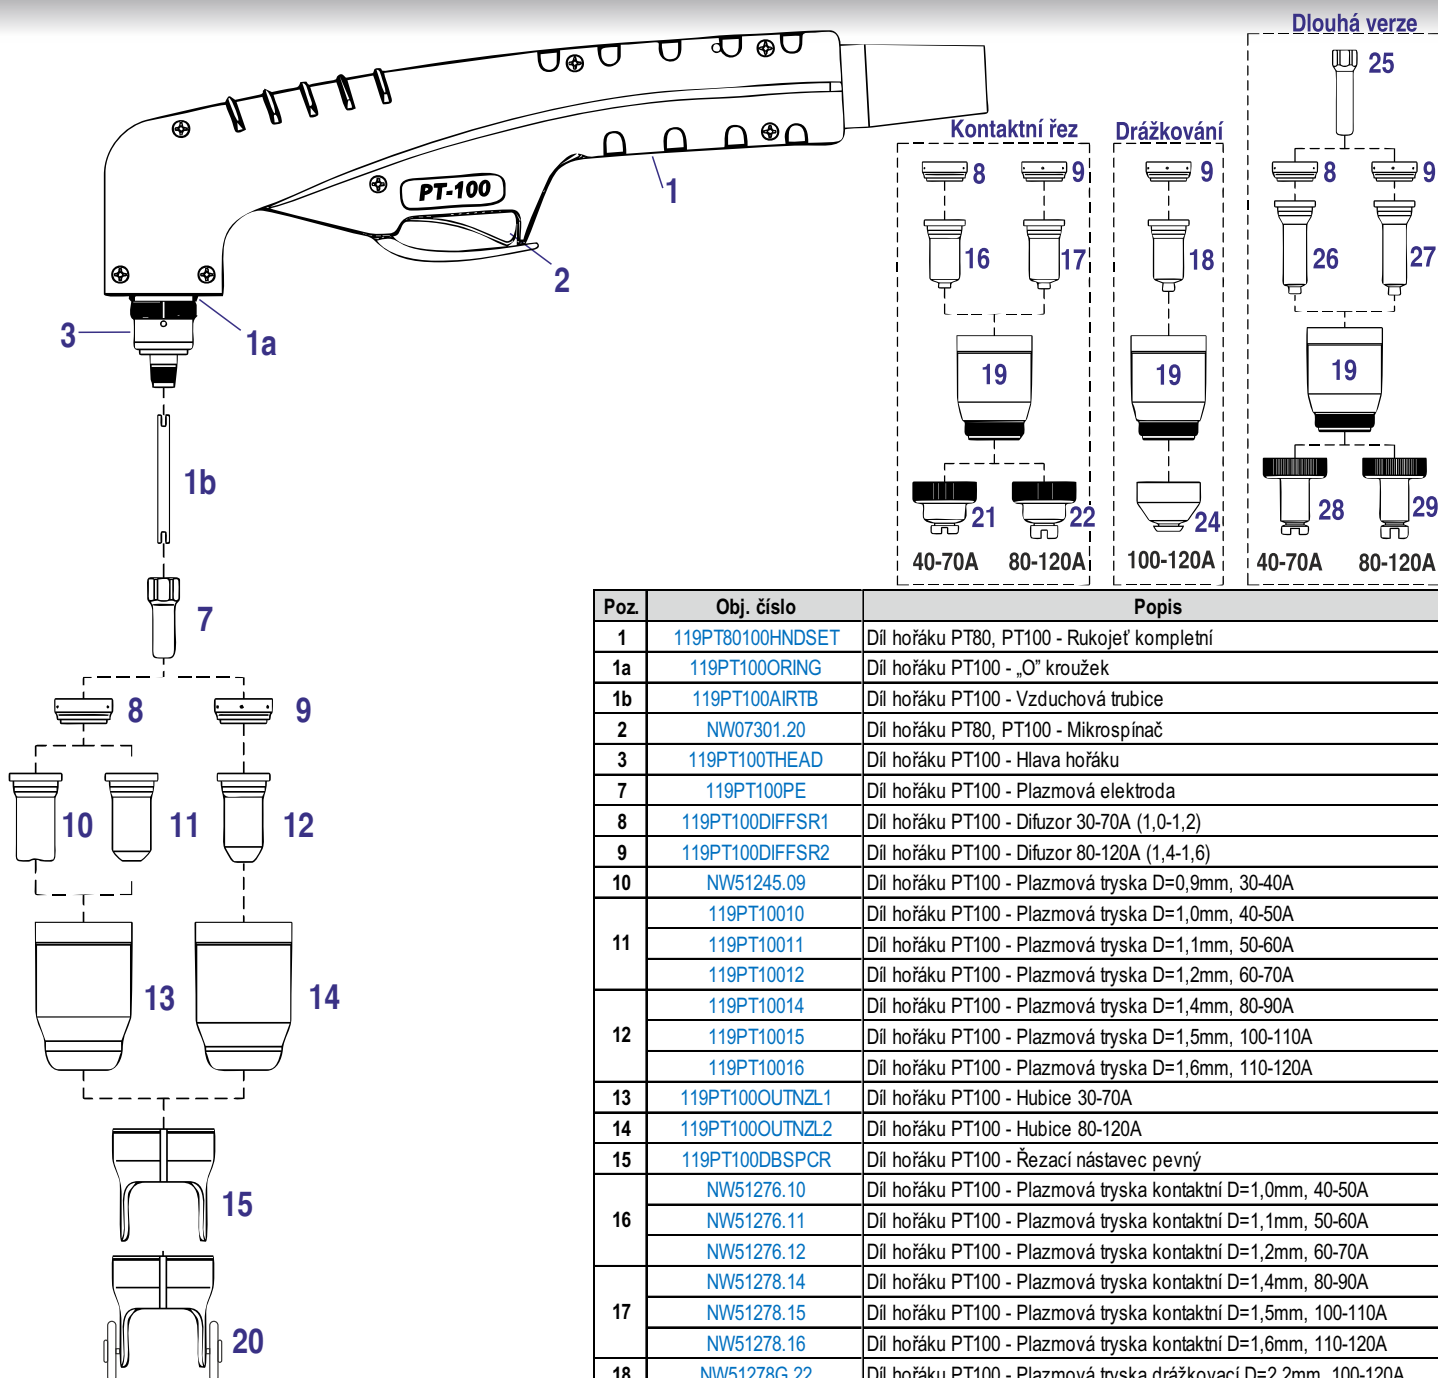 Dlouhá verze
25
Kontaktní řez
Drážkování
8
9
9
8
9
16
17
18
26
27
PT-100
1
2
3
1a
19
19
19
1b
21
22
24
28
29
40-70A
80-120A
100-120A
40-70A
80-120A
7
8
9
10
11
12
13
14
15
20
Poz. Obj. číslo Popis
1 119PT80100HNDSET Díl hořáku PT80, PT100 - Rukojeť kompletní
1a 119PT100ORING Díl hořáku PT100 - „O” kroužek
1b 119PT100AIRTB Díl hořáku PT100 - Vzduchová trubice
2 NW07301.20 Díl hořáku PT80, PT100 - Mikrospínač
3 119PT100THEAD Díl hořáku PT100 - Hlava hořáku
7 119PT100PE Díl hořáku PT100 - Plazmová elektroda
8 119PT100DIFFSR1 Díl hořáku PT100 - Difuzor 30-70A (1,0-1,2)
9 119PT100DIFFSR2 Díl hořáku PT100 - Difuzor 80-120A (1,4-1,6)
10 NW51245.09 Díl hořáku PT100 - Plazmová tryska D=0,9mm, 30-40A
11 119PT10010 Díl hořáku PT100 - Plazmová tryska D=1,0mm, 40-50A
119PT10011 Díl hořáku PT100 - Plazmová tryska D=1,1mm, 50-60A
119PT10012 Díl hořáku PT100 - Plazmová tryska D=1,2mm, 60-70A
12 119PT10014 Díl hořáku PT100 - Plazmová tryska D=1,4mm, 80-90A
119PT10015 Díl hořáku PT100 - Plazmová tryska D=1,5mm, 100-110A
119PT10016 Díl hořáku PT100 - Plazmová tryska D=1,6mm, 110-120A
13 119PT100OUTNZL1 Díl hořáku PT100 - Hubice 30-70A
14 119PT100OUTNZL2 Díl hořáku PT100 - Hubice 80-120A
15 119PT100DBSPCR Díl hořáku PT100 - Řezací nástavec pevný
16 NW51276.10 Díl hořáku PT100 - Plazmová tryska kontaktní D=1,0mm, 40-50A
NW51276.11 Díl hořáku PT100 - Plazmová tryska kontaktní D=1,1mm, 50-60A
NW51276.12 Díl hořáku PT100 - Plazmová tryska kontaktní D=1,2mm, 60-70A
17 NW51278.14 Díl hořáku PT100 - Plazmová tryska kontaktní D=1,4mm, 80-90A
NW51278.15 Díl hořáku PT100 - Plazmová tryska kontaktní D=1,5mm, 100-110A
NW51278.16 Díl hořáku PT100 - Plazmová tryska kontaktní D=1,6mm, 110-120A
18 NW51278G.22 Díl hořáku PT100 - Plazmová tryska drážkovací D=2,2mm, 100-120A